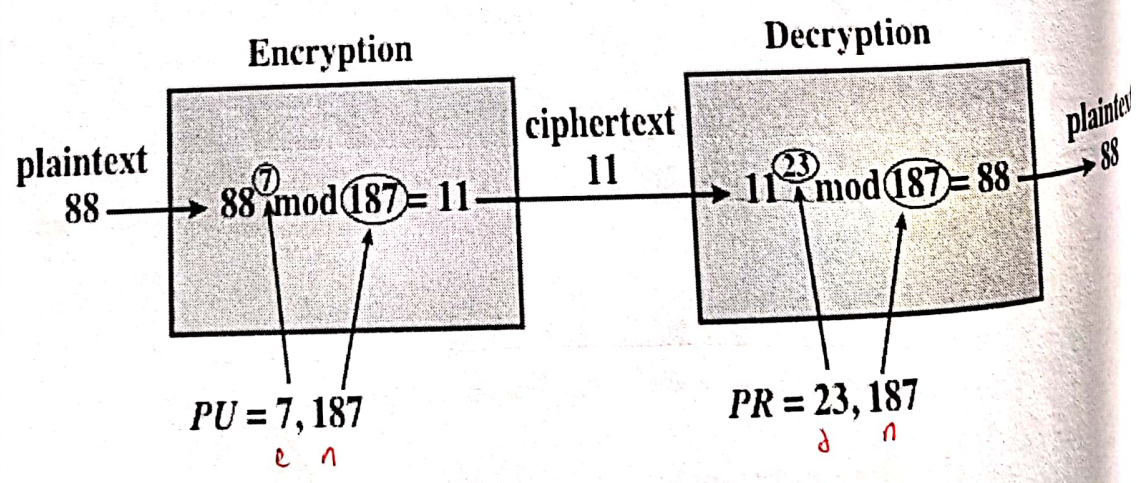 Encryption
Decryption
plaintext
88
88^7 mod 187 = 11
ciphertext
11
11^23 mod 187 = 88
88
PU = 7, 187
e n
PR = 23, 187
d n